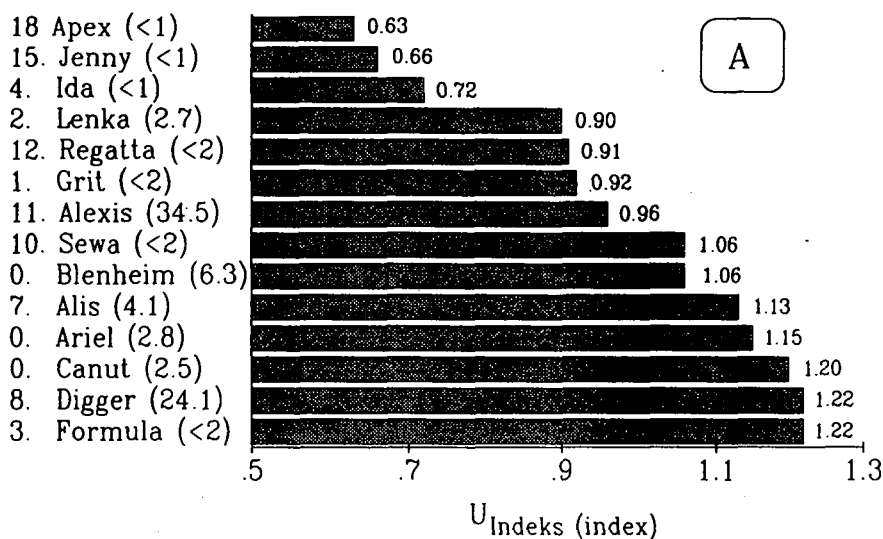 A
18 Apex (<1) 0.63
15. Jenny (<1) 0.66
4. Ida (<1) 0.72
2. Lenka (2.7) 0.90
12. Regatta (<2) 0.91
1. Grit (<2) 0.92
11. Alexis (34.5) 0.96
10. Sewa (<2) 1.06
0. Blenheim (6.3) 1.06
7. Alis (4.1) 1.13
0. Ariel (2.8) 1.15
0. Canut (2.5) 1.20
8. Digger (24.1) 1.22
3. Formula (<2) 1.22
.5 .7 .9 1.1 1.3
U Indeks (index)